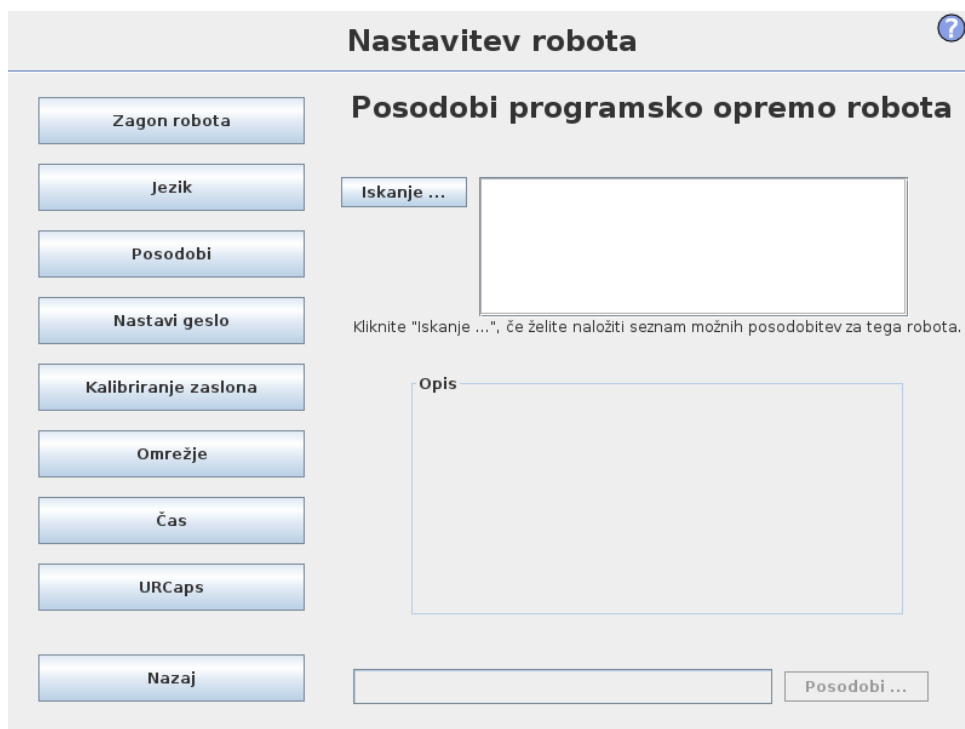 Nastavitev robota
?
Zagon robota
Jezik
Posodobi
Nastavi geslo
Kalibriranje zaslona
Omrežje
Čas
URCaps
Nazaj
Posodobi programsko opremo robota
Iskanje ...
Kliknite "Iskanje ...", če želite naložiti seznam možnih posodobitev za tega robota.
Opis
Posodobi ...